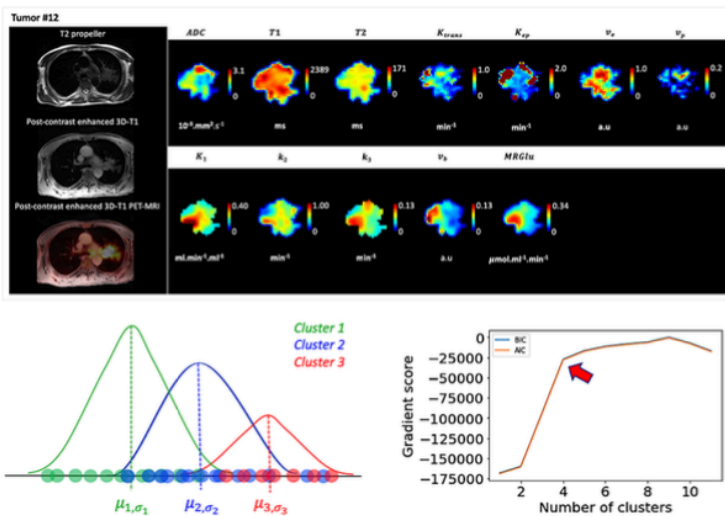 Tumor #12
T2 propeller
Post-contrast enhanced 3D-T1
Post-contrast enhanced 3D-T1 PET-MRI
ADC T1 T2 K_trans K_ep v_e v_p
3.1 2389 171 1.0 2.0 1.0 0.2
0 0 0 0 0 0 0
10⁻³.mm².s⁻¹ ms ms min⁻¹ min⁻¹ a.u a.u
K₁ k₂ k₃ v_b MRGlu
0.40 1.00 0.13 0.13 0.34
0 0 0 0 0
ml.min⁻¹.ml⁻¹ min⁻¹ min⁻¹ a.u μmol.ml⁻¹.min⁻¹
Cluster 1
Cluster 2
Cluster 3
μ₁,σ₁ μ₂,σ₂ μ₃,σ₃
BIC
AIC
Gradient score
0
−25000
−50000
−75000
−100000
−125000
−150000
−175000
2 4 6 8 10
Number of clusters